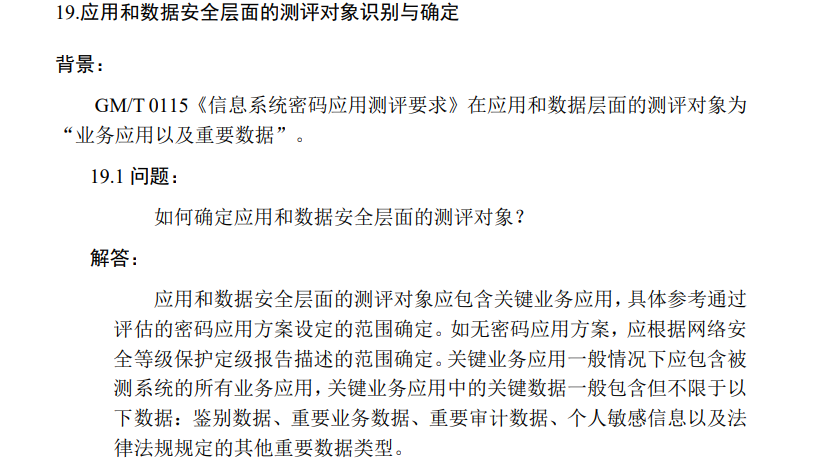 19.应用和数据安全层面的测评对象识别与确定
背景：
GM/T 0115《信息系统密码应用测评要求》在应用和数据层面的测评对象为
“业务应用以及重要数据”。
19.1 问题：
如何确定应用和数据安全层面的测评对象？
解答：
应用和数据安全层面的测评对象应包含关键业务应用，具体参考通过
评估的密码应用方案设定的范围确定。如无密码应用方案，应根据网络安
全等级保护定级报告描述的范围确定。关键业务应用一般情况下应包含被
测系统的所有业务应用，关键业务应用中的关键数据一般包含但不限于以
下数据：鉴别数据、重要业务数据、重要审计数据、个人敏感信息以及法
律法规规定的其他重要数据类型。